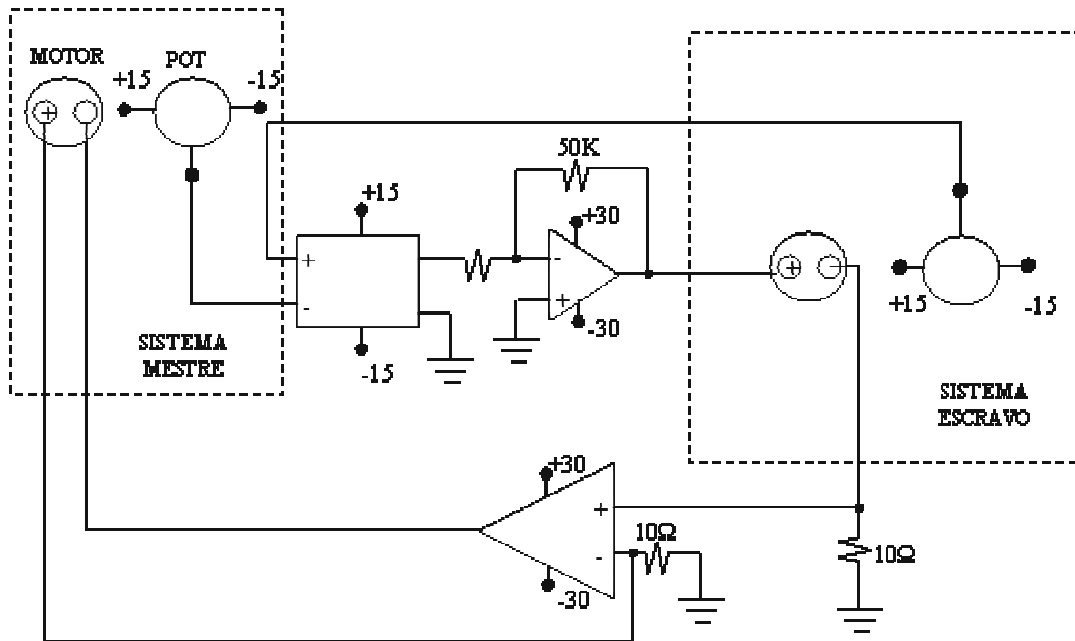 MOTOR
POT
+15
-15
+
50K
+15
+30
+
-
-
+
-30
-15
+
+15
-15
SISTEMA
MESTRE
SISTEMA
ESCRAVO
+30
+
-
10Ω
10Ω
-30